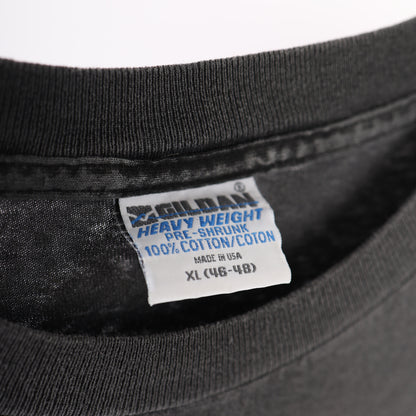 GILDAN®
HEAVY WEIGHT
PRE-SHRUNK
100% COTTON/COTON
MADE IN USA
XL (46-48)